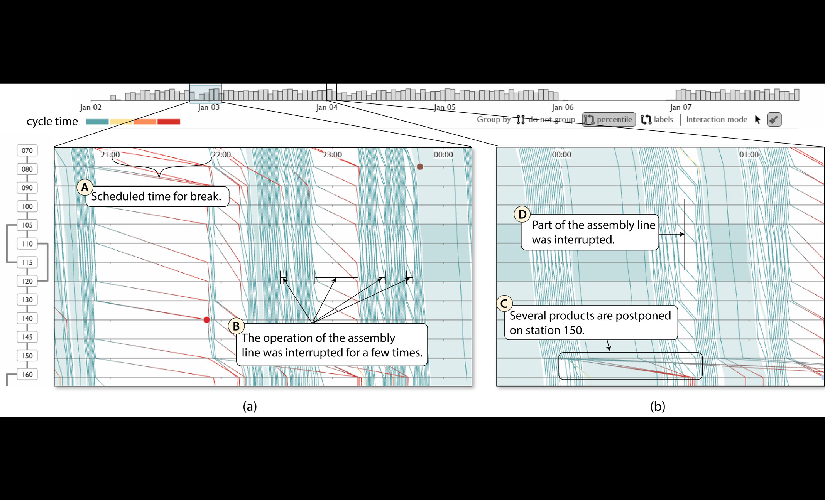 Jan 02
Jan 03
Jan 04
Jan 05
Jan 06
Jan 07
cycle time
Group by do not group percentile labels Interaction mode
070
080
090
100
105
110
115
120
130
140
145
150
160
21:00
22:00
23:00
00:00
A
Scheduled time for break.
B
The operation of the assembly
line was interrupted for a few times.
(a)
00:00
01:00
D
Part of the assembly line
was interrupted.
C
Several products are postponed
on station 150.
(b)